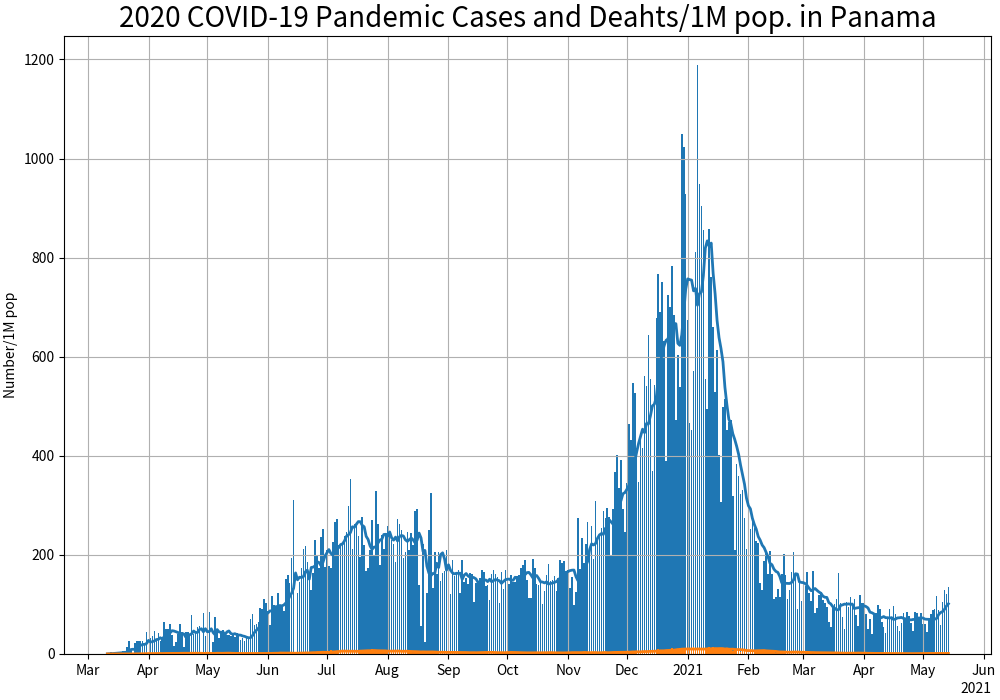 2020 COVID-19 Pandemic Cases and Deahts/1M pop. in Panama
Number/1M pop
1200
1000
800
600
400
200
0
Mar Apr May Jun Jul Aug Sep Oct Nov Dec 2021 Feb Mar Apr May Jun
2021